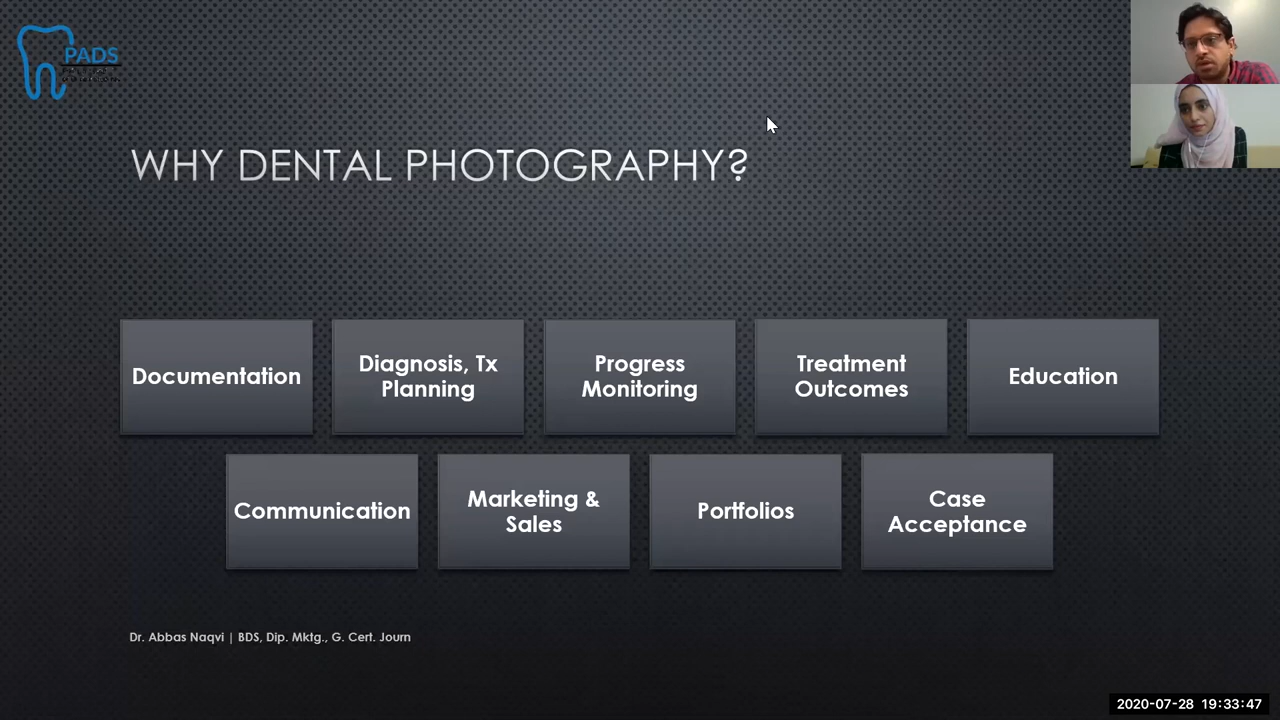 PADS
WHY DENTAL PHOTOGRAPHY?
Documentation
Diagnosis, Tx
Planning
Progress
Monitoring
Treatment
Outcomes
Education
Communication
Marketing &
Sales
Portfolios
Case
Acceptance
Dr. Abbas Naqvi | BDS, Dip. Mktg., G. Cert. Journ
2020-07-28 19:33:47